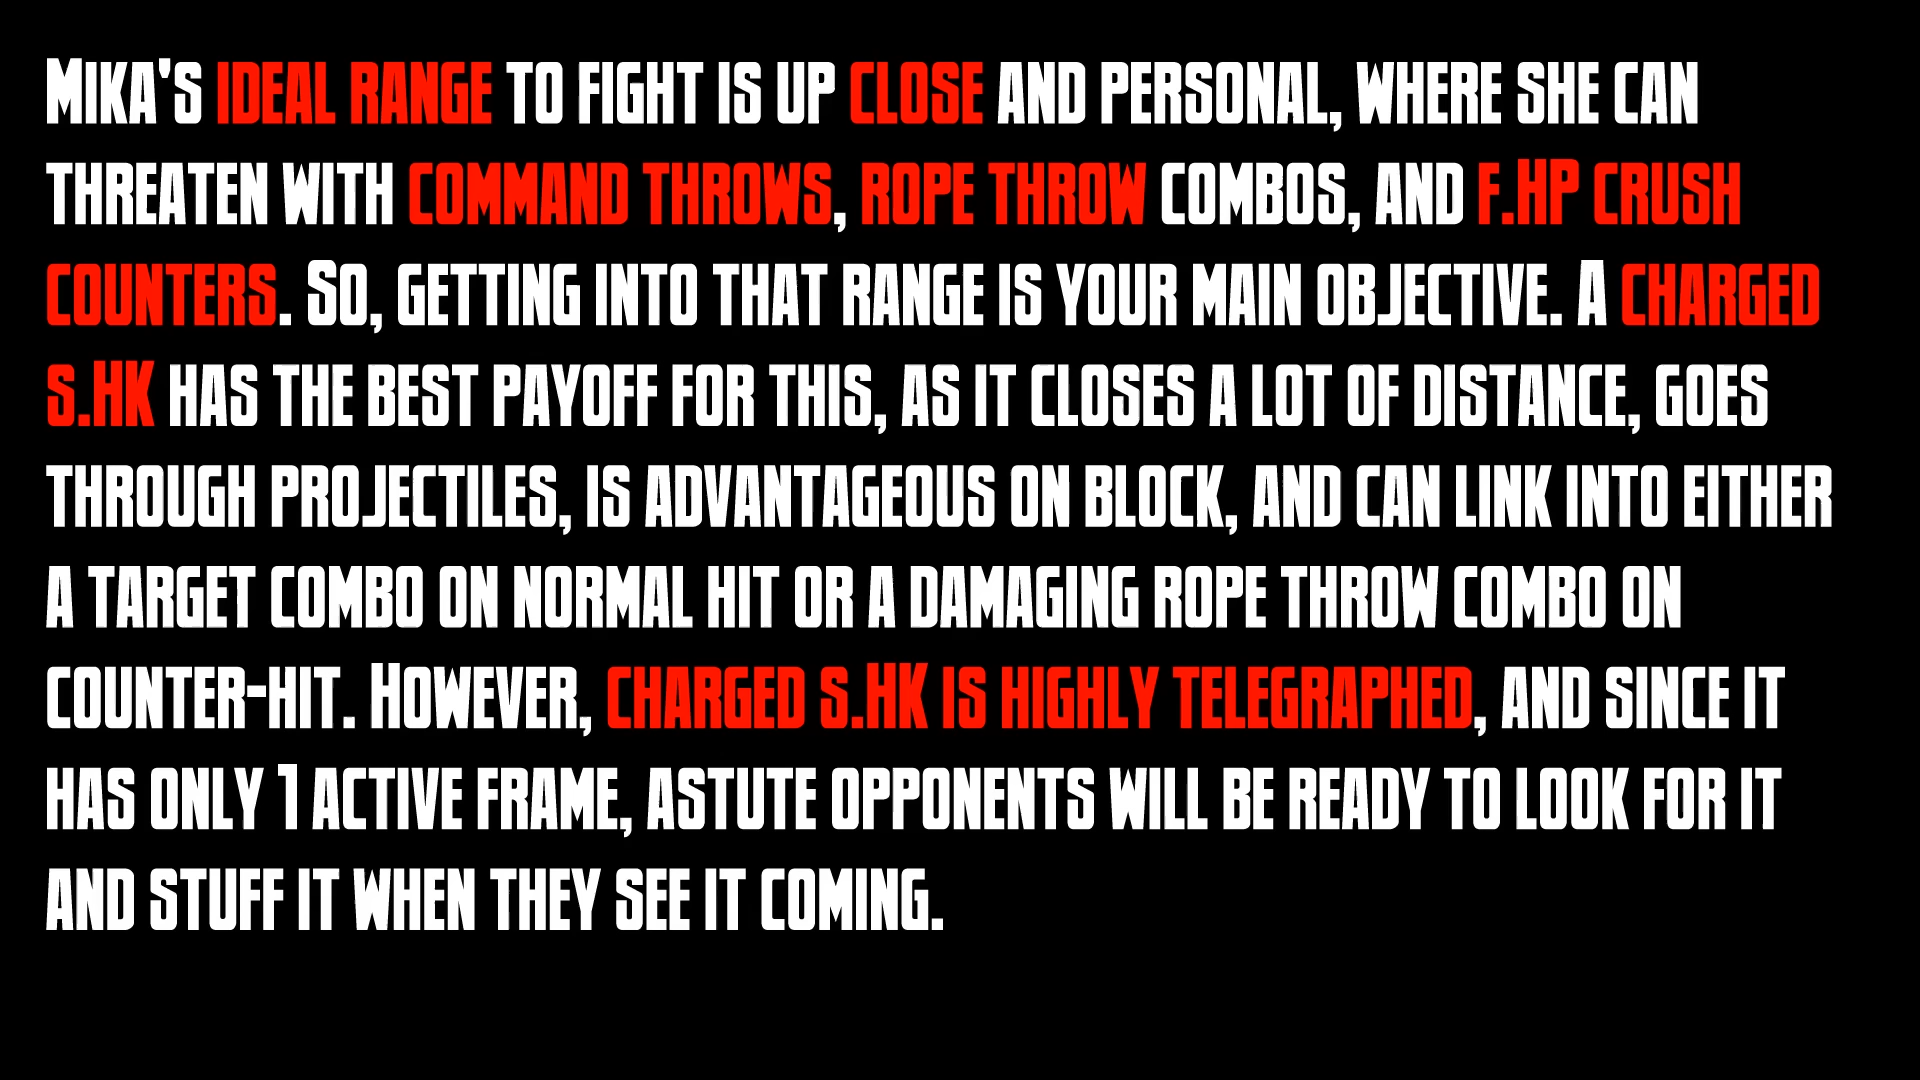 Mika's ideal range to fight is up close and personal, where she can
threaten with command throws, rope throw combos, and f.HP crush
counters. So, getting into that range is your main objective. A charged
s.HK has the best payoff for this, as it closes a lot of distance, goes
through projectiles, is advantageous on block, and can link into either
a target combo on normal hit or a damaging rope throw combo on
counter-hit. However, charged s.HK is highly telegraphed, and since it
has only 1 active frame, astute opponents will be ready to look for it
and stuff it when they see it coming.